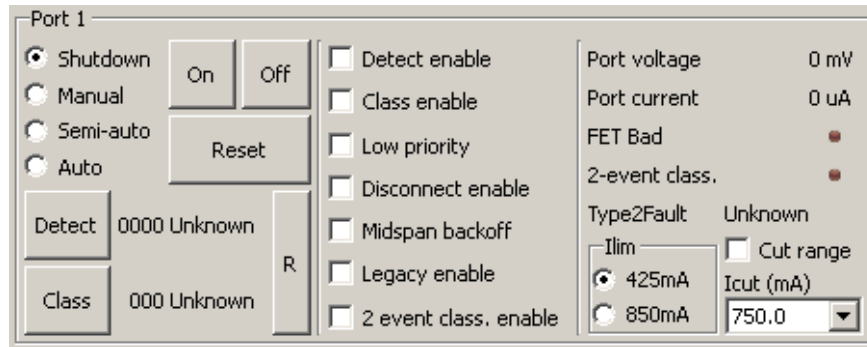 Port 1
Shutdown
Manual
Semi-auto
Auto
On
Off
Reset
Detect
0000 Unknown
Class
000 Unknown
R
Detect enable
Class enable
Low priority
Disconnect enable
Midspan backoff
Legacy enable
2 event class. enable
Port voltage 0 mV
Port current 0 uA
FET Bad
2-event class.
Type2Fault Unknown
Ilim
425mA
850mA
Cut range
Icut (mA)
750.0